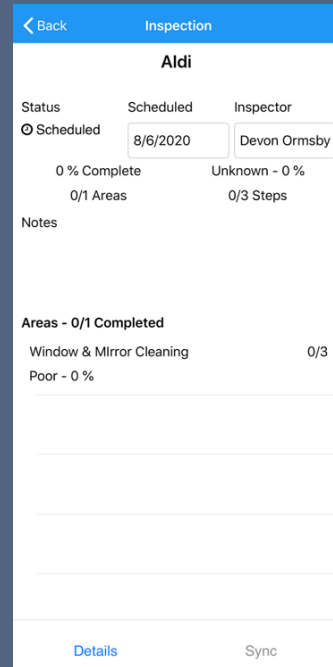 Back Inspection
Aldi
Status Scheduled Inspector
Scheduled 8/6/2020 Devon Ormsby
0 % Complete Unknown - 0 %
0/1 Areas 0/3 Steps
Notes
Areas - 0/1 Completed
Window & MIrror Cleaning 0/3
Poor - 0 %
Details Sync